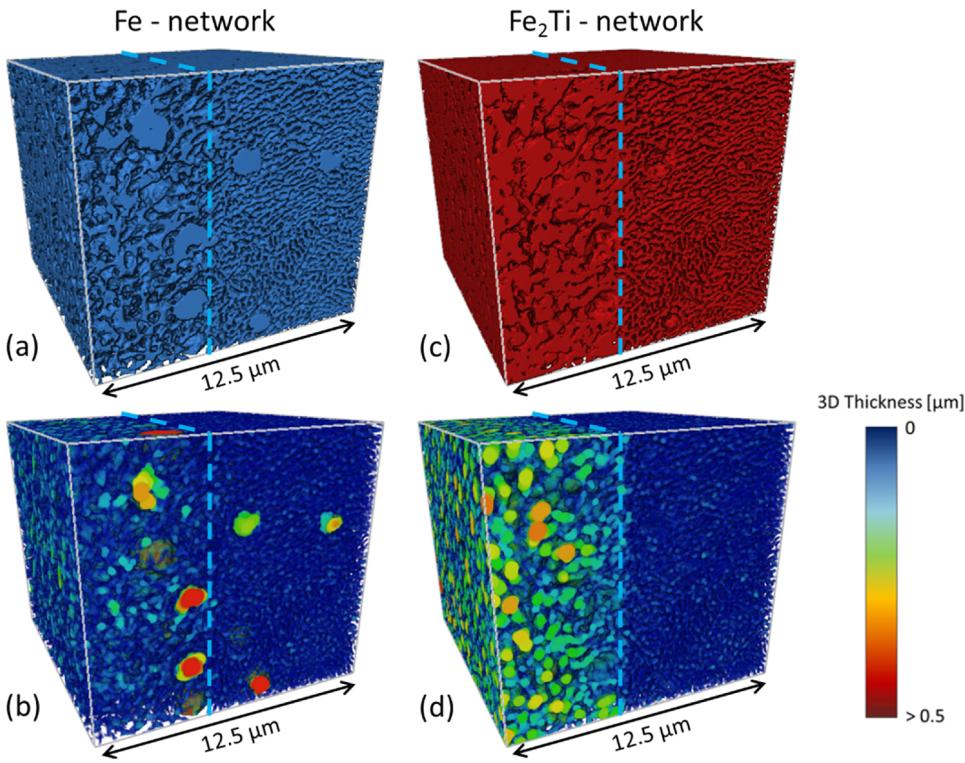 Fe - network
Fe₂Ti - network
(a)
12.5 µm
(c)
12.5 µm
3D Thickness [µm]
0
> 0.5
(b)
12.5 µm
(d)
12.5 µm